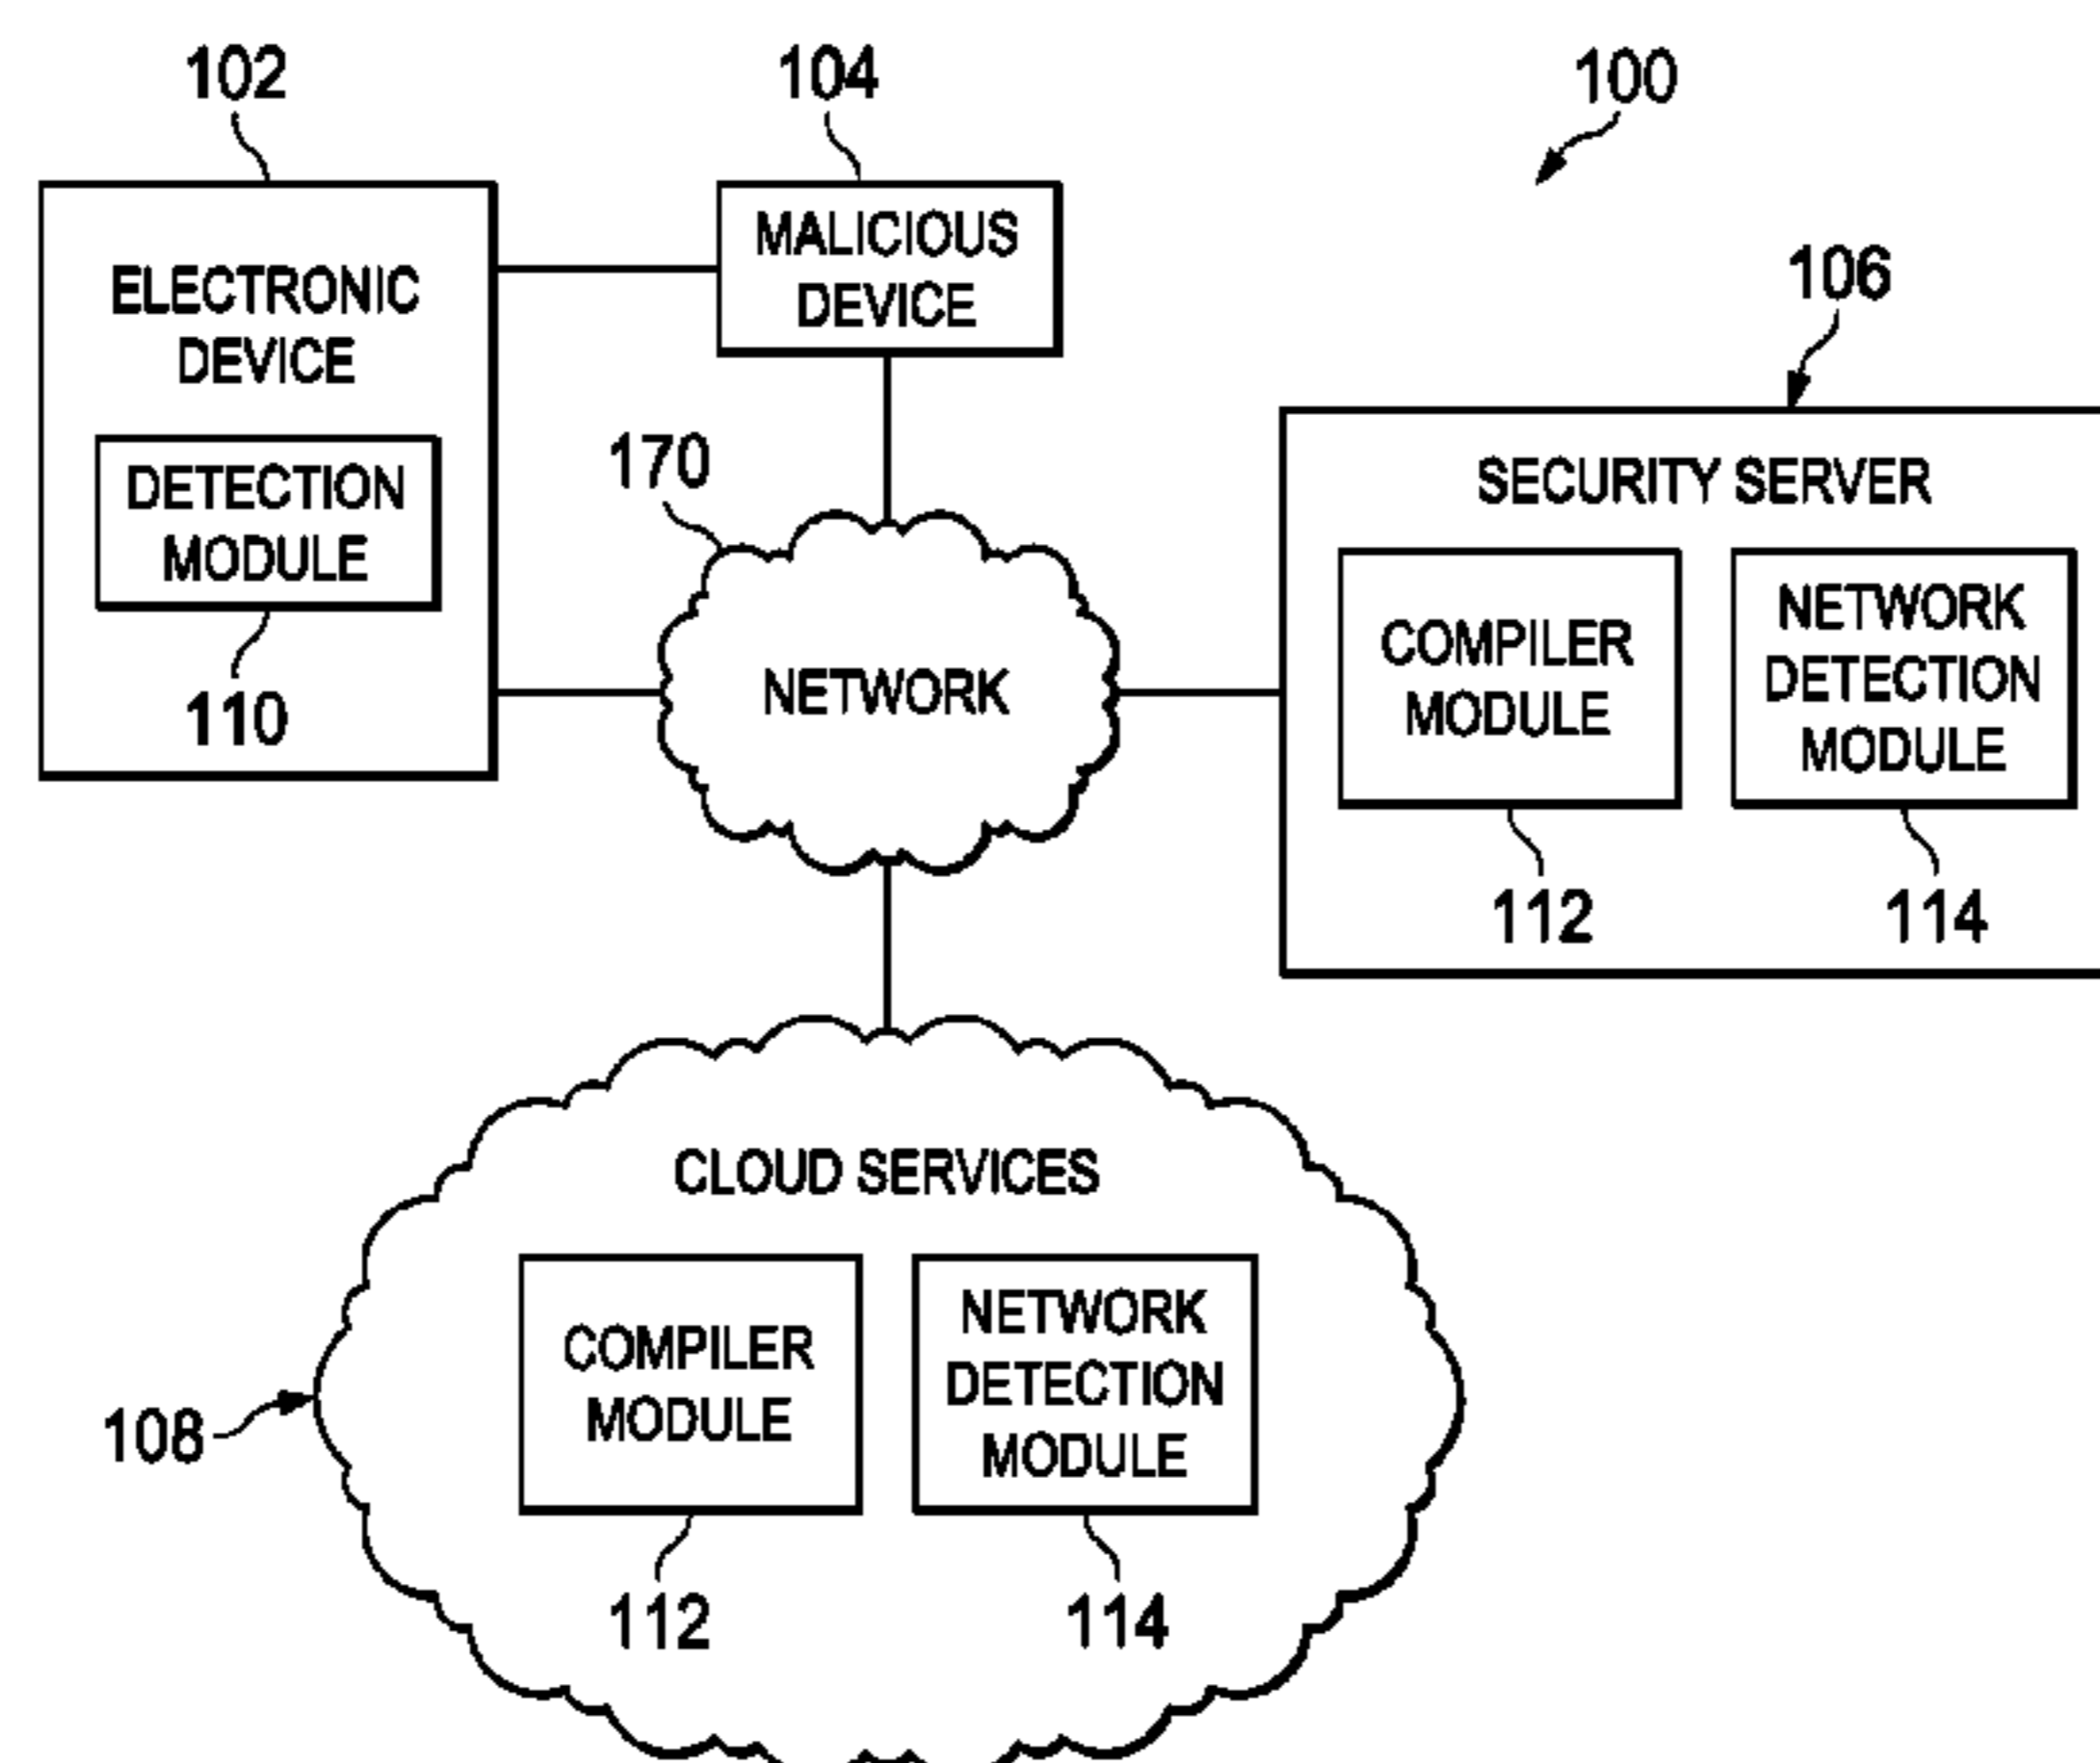 102
104
100
MALICIOUS
DEVICE
106
ELECTRONIC
DEVICE
170
SECURITY SERVER
DETECTION
MODULE
110
NETWORK
COMPILER
MODULE
NETWORK
DETECTION
MODULE
112
114
CLOUD SERVICES
COMPILER
MODULE
NETWORK
DETECTION
MODULE
108
112
114